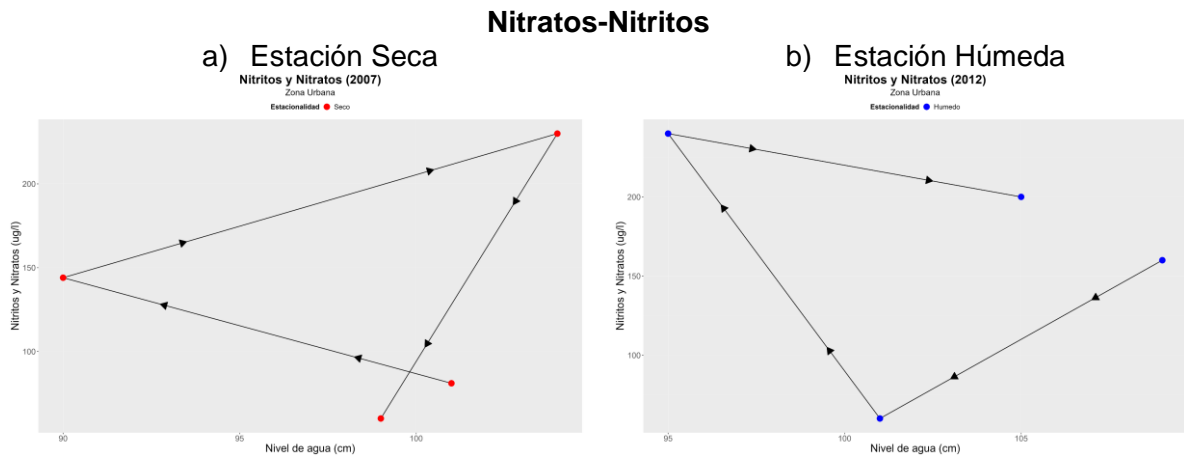 Nitratos-Nitritos
a) Estación Seca
Nitritos y Nitratos (2007)
Zona Urbana
Estacionalidad Seco
Nitritos y Nitratos (ug/l)
200
150
100
90
95
100
Nivel de agua (cm)
b) Estación Húmeda
Nitritos y Nitratos (2012)
Zona Urbana
Estacionalidad Humedo
Nitritos y Nitratos (ug/l)
200
150
100
95
100
105
Nivel de agua (cm)